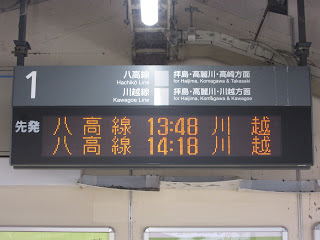 1
八高線 拝島・高麗川・高崎方面
Hachikō Line for Haijima, Komagawa & Takasaki
川越線 拝島・高麗川・川越方面
Kawagoe Line for Haijima, Komagawa & Kawagoe
先発
八高線 13:48 川越
八高線 14:18 川越